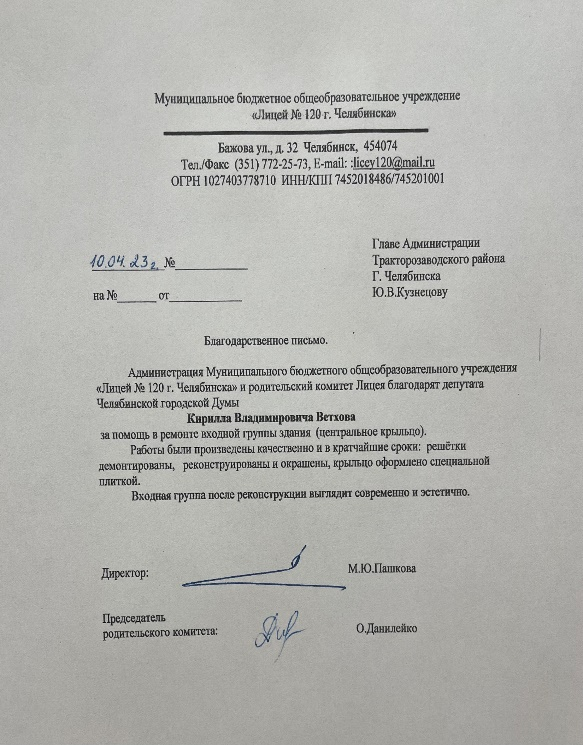 Муниципальное бюджетное общеобразовательное учреждение
«Лицей № 120 г. Челябинска»
Бажова ул., д. 32 Челябинск, 454074
Тел./Факс (351) 772-25-73, E-mail: :licey120@mail.ru
ОГРН 1027403778710 ИНН/КПП 7452018486/745201001
10.04.23г. №___________
на №______ от___________
Главе Администрации
Тракторозаводского района
Г. Челябинска
Ю.В.Кузнецову
Благодарственное письмо.
Администрация Муниципального бюджетного общеобразовательного учреждения
«Лицей № 120 г. Челябинска» и родительский комитет Лицея благодарят депутата
Челябинской городской Думы
Кирилла Владимировича Ветхова
за помощь в ремонте входной группы здания (центральное крыльцо).
Работы были произведены качественно и в кратчайшие сроки: решётки
демонтированы, реконструированы и окрашены, крыльцо оформлено специальной
плиткой.
Входная группа после реконструкции выглядит современно и эстетично.
Директор: М.Ю.Пашкова
Председатель
родительского комитета: О.Данилейко